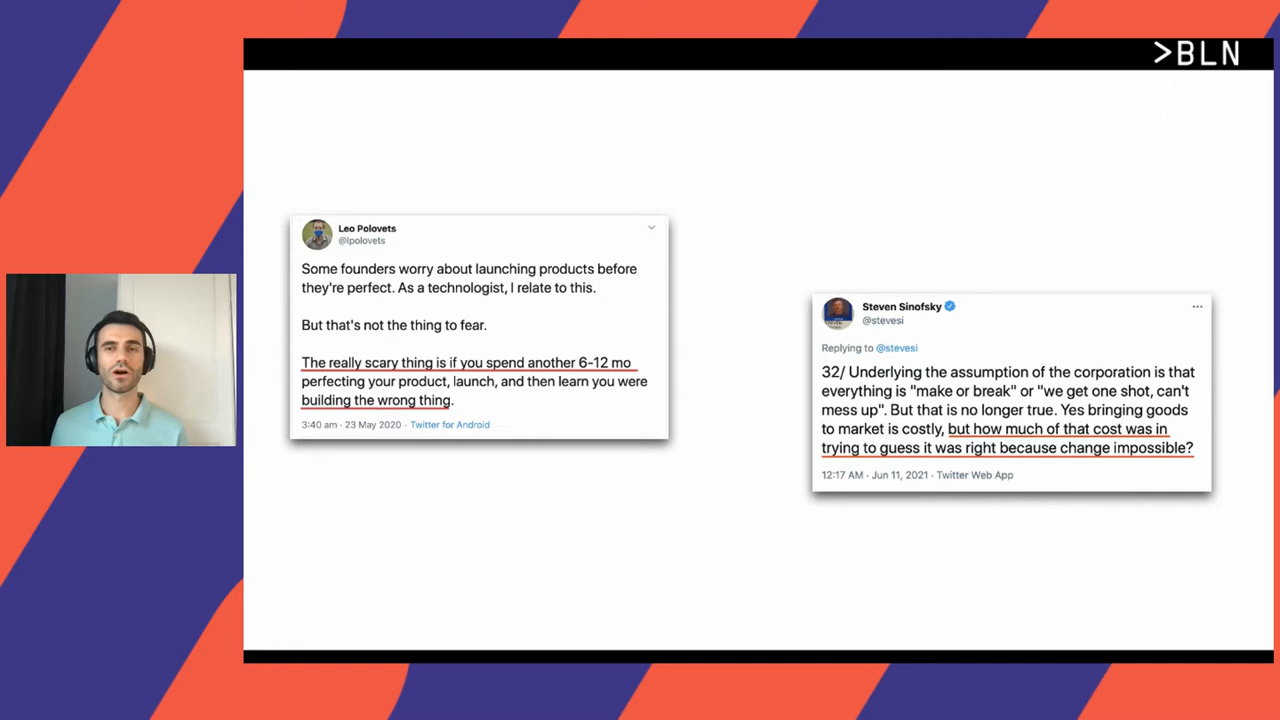 >BLN
Leo Polovets
@lpolovets
Some founders worry about launching products before
they're perfect. As a technologist, I relate to this.
But that's not the thing to fear.
The really scary thing is if you spend another 6-12 mo
perfecting your product, launch, and then learn you were
building the wrong thing.
3:40 am · 23 May 2020 · Twitter for Android
Steven Sinofsky
@stevesi
Replying to @stevesi
32/ Underlying the assumption of the corporation is that
everything is "make or break" or "we get one shot, can't
mess up". But that is no longer true. Yes bringing goods
to market is costly, but how much of that cost was in
trying to guess it was right because change impossible?
12:17 AM · Jun 11, 2021 · Twitter Web App